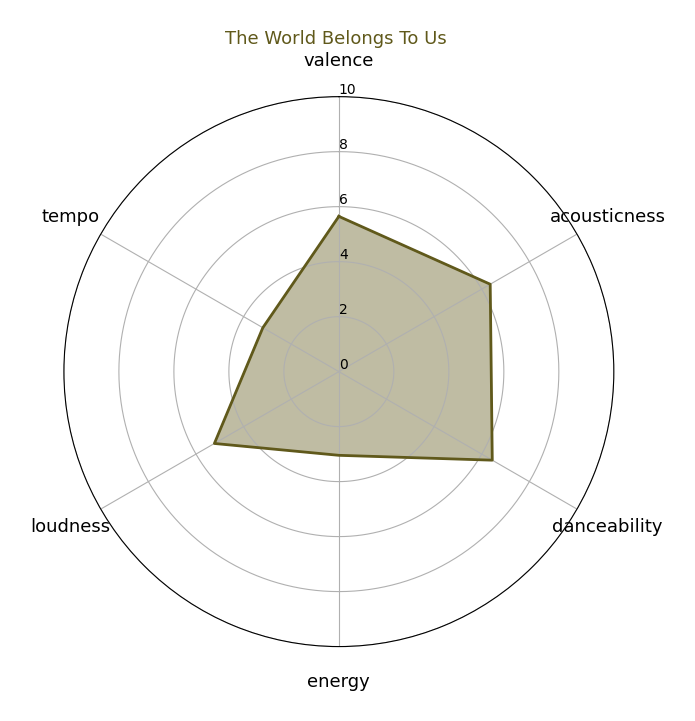 The World Belongs To Us
valence
10
8
6
4
2
0
tempo
acousticness
loudness
danceability
energy